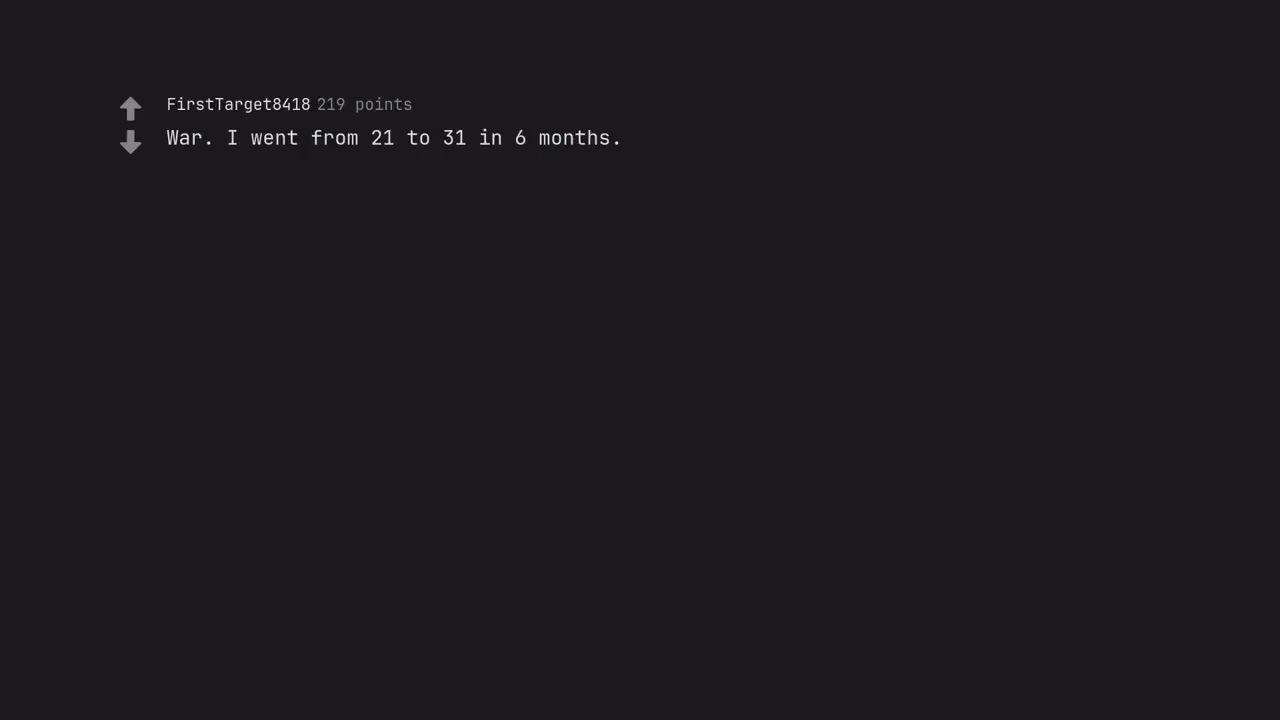 FirstTarget8418 219 points
War. I went from 21 to 31 in 6 months.